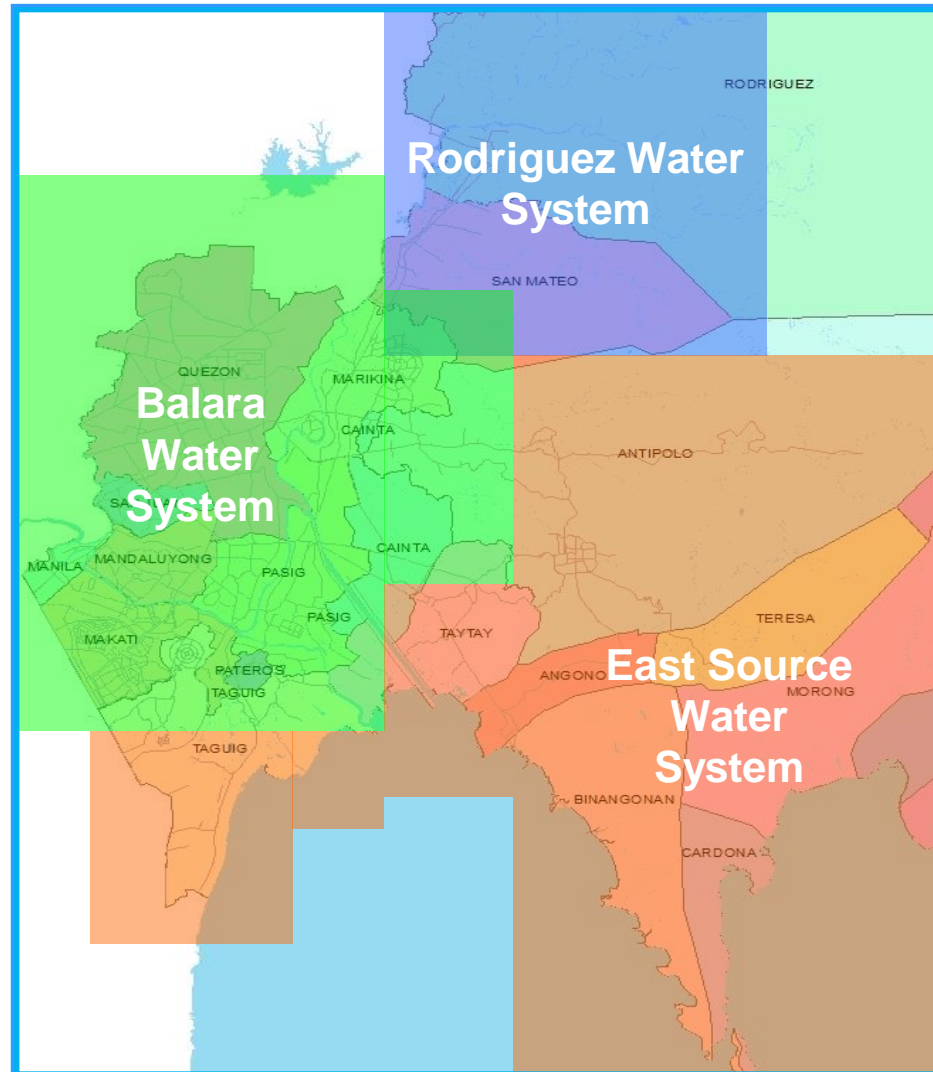 RODRIGUEZ
Rodriguez Water
System
SAN MATEO
QUEZON
MARIKINA
Balara
Water
System
CAINTA
ANTIPOLO
CAINTA
MANILA
MANDALUYONG
PASIG
PASIG
MAKATI
TAYTAY
TERESA
PATEROS
TAGUIG
ANGONO
East Source
Water
System
MORONG
TAGUIG
BINANGONAN
CARDONA